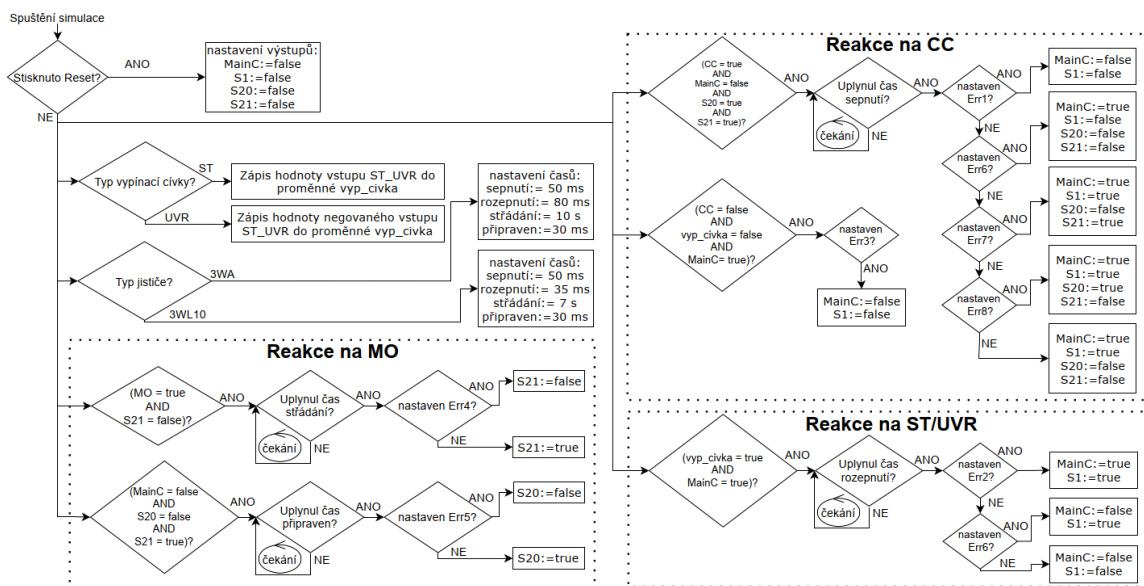 Spuštění simulace
Stisknuto Reset?
ANO
NE
nastavení výstupů:
MainC:=false
S1:=false
S20:=false
S21:=false
Typ vypínací cívky?
ST
Zápis hodnoty vstupu ST_UVR do
proměnné vyp_civka
UVR
Zápis hodnoty negovaného vstupu
ST_UVR do proměnné vyp_civka
Typ jističe?
3WA
nastavení časů:
sepnutí:= 50 ms
rozepnutí:= 80 ms
střádání:= 10 s
připraven:=30 ms
3WL10
nastavení časů:
sepnutí:= 50 ms
rozepnutí:= 35 ms
střádání:= 7 s
připraven:=30 ms
Reakce na MO
(MO = true
AND
S21 = false)?
ANO
Uplynul čas
střádání?
čekání
NE
ANO
nastaven Err4?
ANO
S21:=false
NE
S21:=true
(MainC = false
AND
S20 = false
AND
S21 = true)?
ANO
Uplynul čas
připraven?
čekání
NE
ANO
nastaven Err5?
ANO
S20:=false
NE
S20:=true
Reakce na CC
(CC = true
AND
MainC = false
AND
S20 = true
AND
S21 = true)?
ANO
Uplynul čas
sepnutí?
čekání
NE
ANO
nastaven
Err1?
ANO
MainC:=false
S1:=false
NE
nastaven
Err6?
ANO
MainC:=true
S1:=false
S20:=false
S21:=false
NE
nastaven
Err7?
ANO
MainC:=true
S1:=true
S20:=false
S21:=true
NE
nastaven
Err8?
ANO
MainC:=true
S1:=true
S20:=true
S21:=false
NE
MainC:=true
S1:=true
S20:=false
S21:=false
(CC = false
AND
vyp_civka = false
AND
MainC= true)?
ANO
nastaven
Err3?
ANO
MainC:=false
S1:=false
Reakce na ST/UVR
(vyp_civka = true
AND
MainC = true)?
ANO
Uplynul čas
rozepnutí?
čekání
NE
ANO
nastaven
Err2?
ANO
MainC:=true
S1:=true
NE
nastaven
Err6?
ANO
MainC:=false
S1:=true
NE
MainC:=false
S1:=false